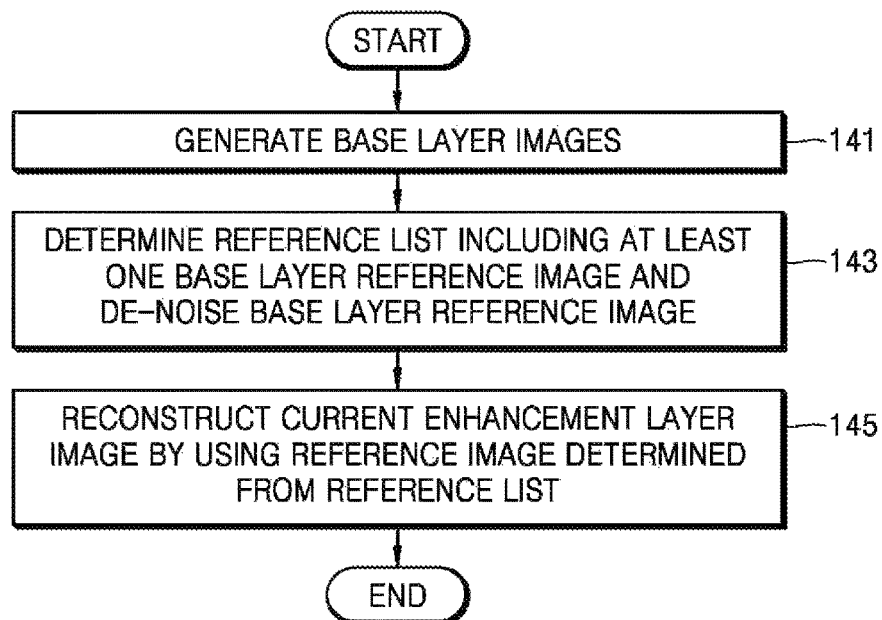 START
GENERATE BASE LAYER IMAGES
141
DETERMINE REFERENCE LIST INCLUDING AT LEAST
ONE BASE LAYER REFERENCE IMAGE AND
DE-NOISE BASE LAYER REFERENCE IMAGE
143
RECONSTRUCT CURRENT ENHANCEMENT LAYER
IMAGE BY USING REFERENCE IMAGE DETERMINED
FROM REFERENCE LIST
145
END